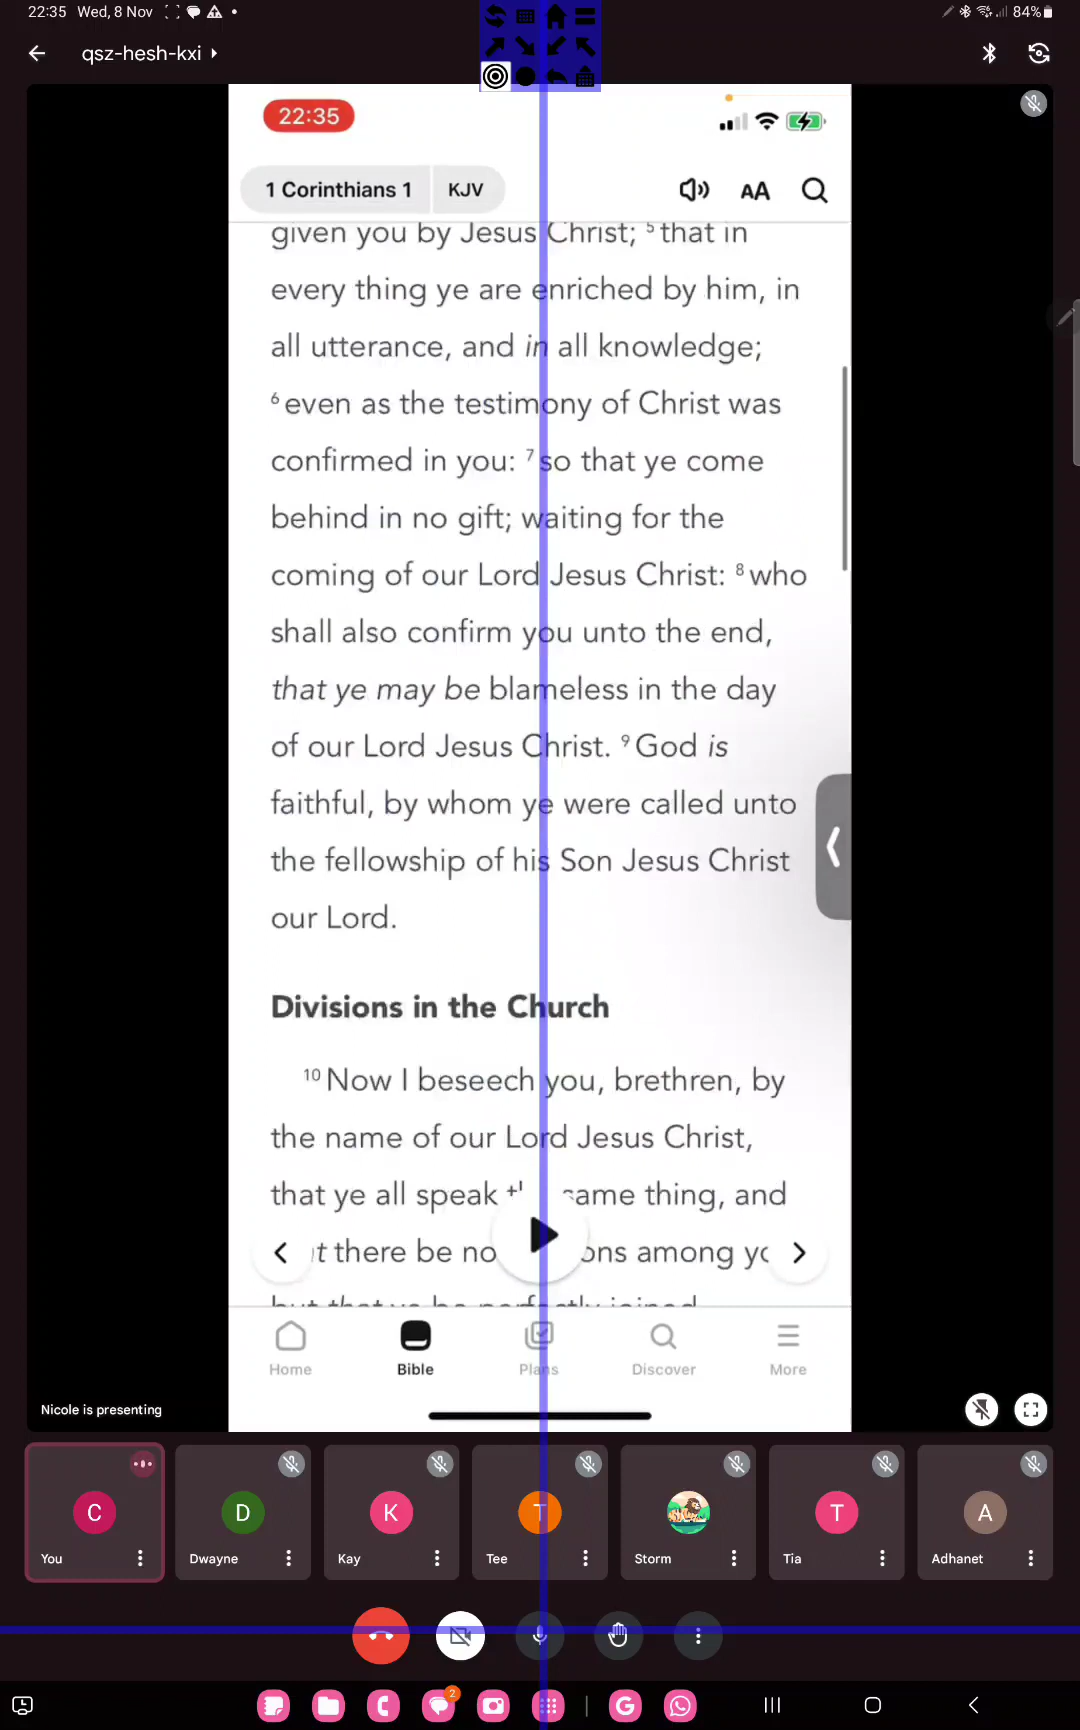 22:35 Wed, 8 Nov
84%
qsz-hesh-kxi
22:35
1 Corinthians 1 KJV
AA
given you by Jesus Christ; 5 that in
every thing ye are enriched by him, in
all utterance, and in all knowledge;
6 even as the testimony of Christ was
confirmed in you: 7 so that ye come
behind in no gift; waiting for the
coming of our Lord Jesus Christ: 8 who
shall also confirm you unto the end,
that ye may be blameless in the day
of our Lord Jesus Christ. 9 God is
faithful, by whom ye were called unto
the fellowship of his Son Jesus Christ
our Lord.
Divisions in the Church
10 Now I beseech you, brethren, by
the name of our Lord Jesus Christ,
that ye all speak same thing, and
there be no among
but that ye be perfectly joined
Home Bible Plans Discover More
Nicole is presenting
C D K T T A
You Dwayne Kay Tee Storm Tia Adhanet
2
G